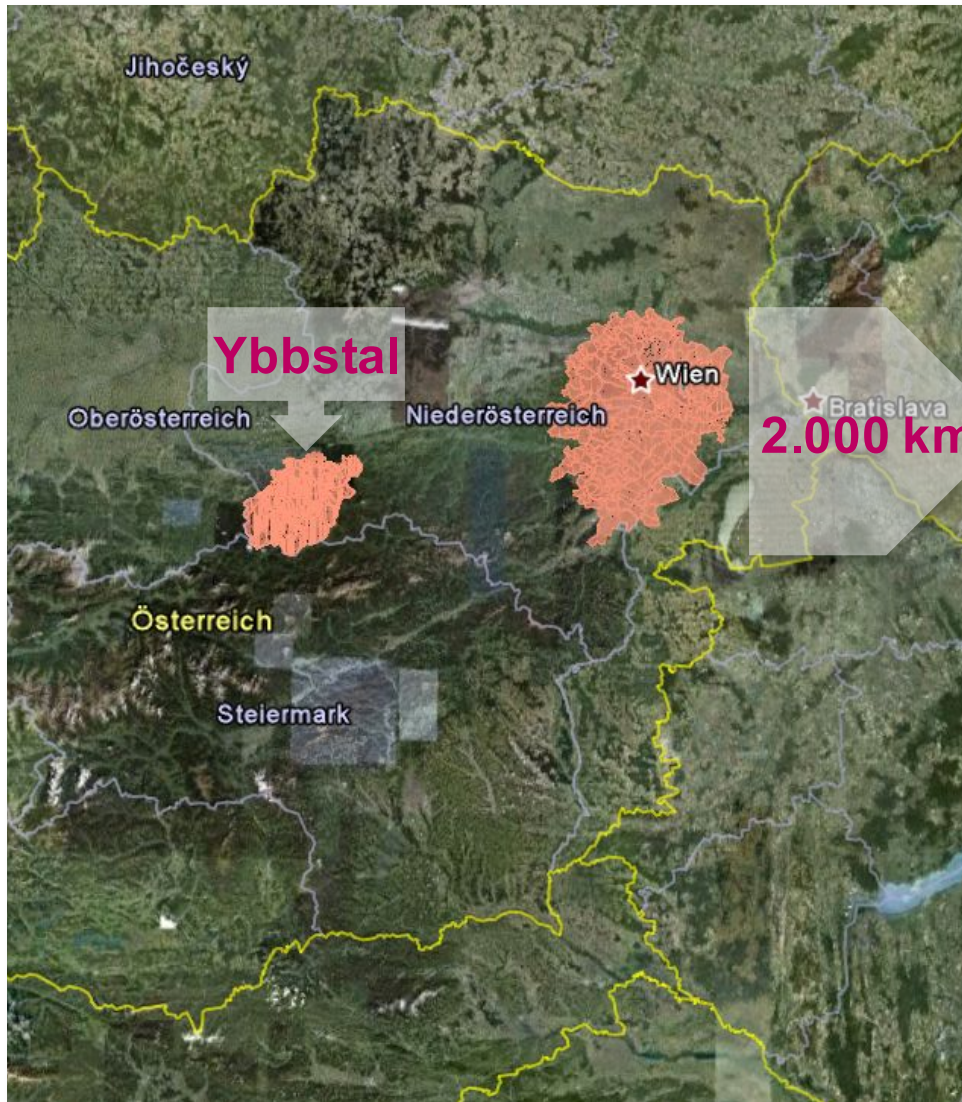 Jihočeský
Ybbstal
Wien
Oberösterreich
Niederösterreich
Bratislava
2.000 km
Österreich
Steiermark